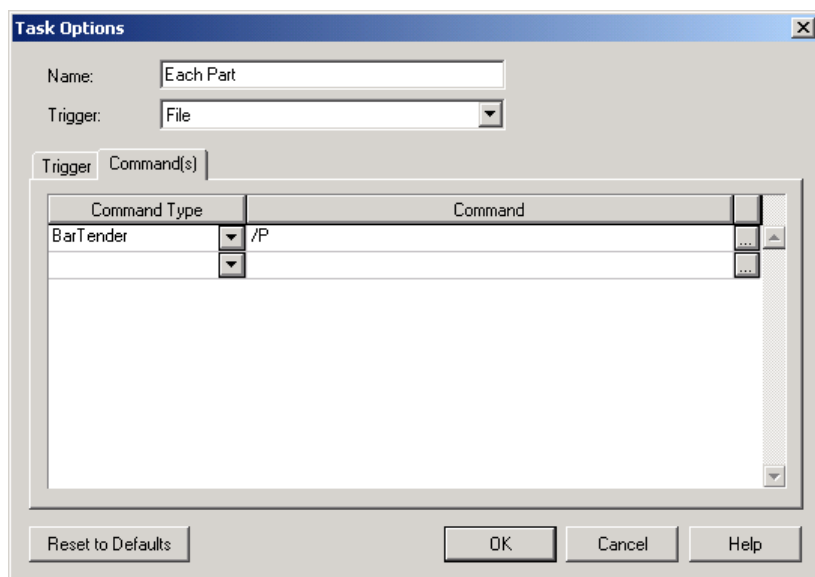 Task Options
Name: Each Part
Trigger: File
Trigger Command(s)
Command Type Command
BarTender /P ...
...
Reset to Defaults OK Cancel Help